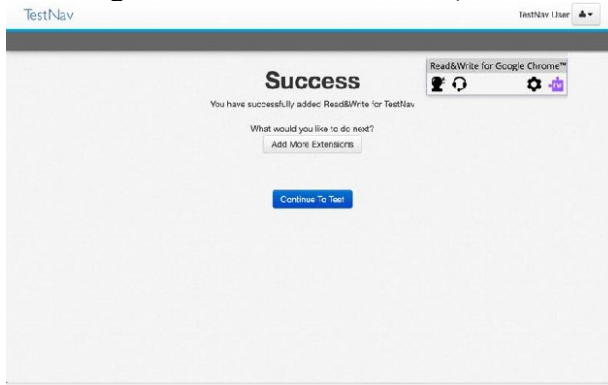 TestNav
TestNav User
Read&Write for Google Chrome™
rw
Success
You have successfully added Read&Write for TestNav
What would you like to do next?
Add More Extensions
Continue To Test